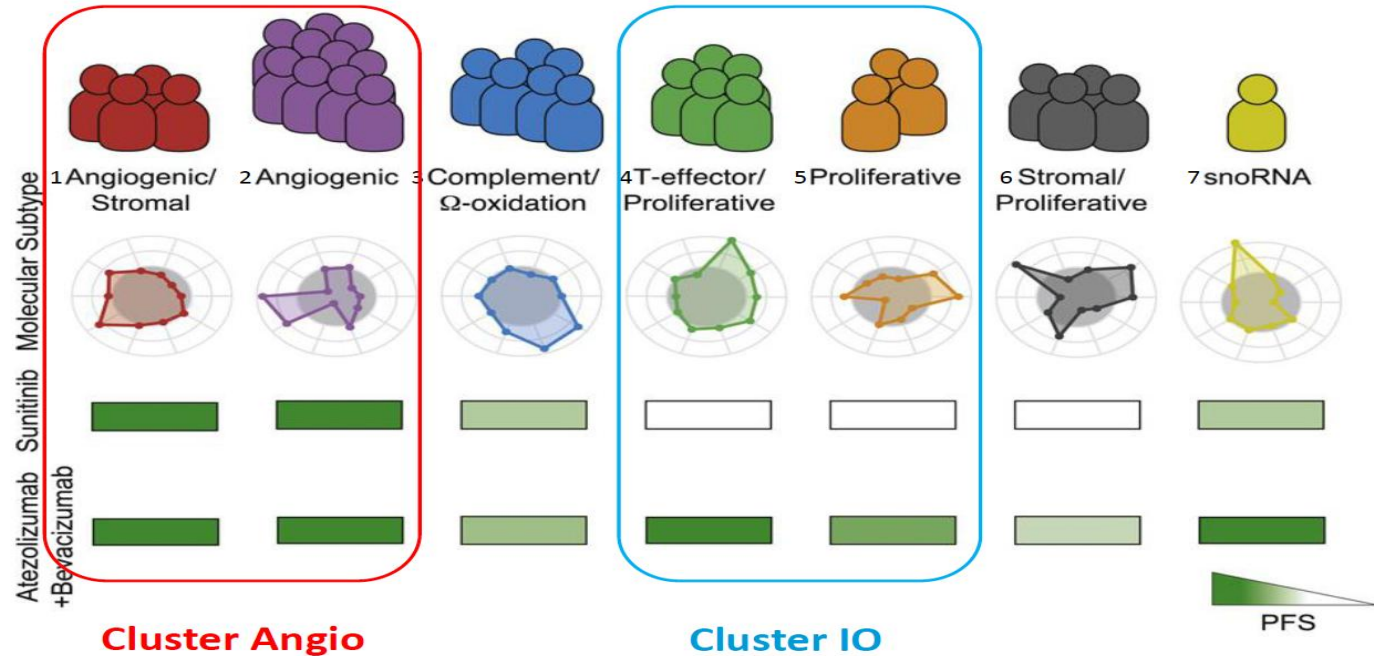 1 Angiogenic/
Stromal
2 Angiogenic
3 Complement/
Ω-oxidation
4 T-effector/
Proliferative
5 Proliferative
6 Stromal/
Proliferative
7 snoRNA
Molecular Subtype
Sunitinib
Atezolizumab
+Bevacizumab
PFS
Cluster Angio
Cluster IO